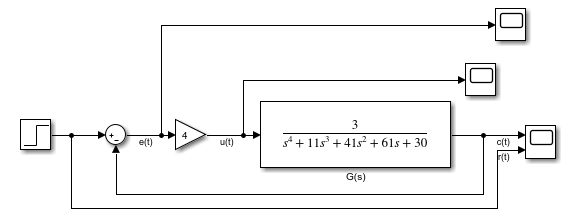 +
-
e(t)
4
u(t)
3
s⁴ + 11s³ + 41s² + 61s + 30
c(t)
r(t)
G(s)